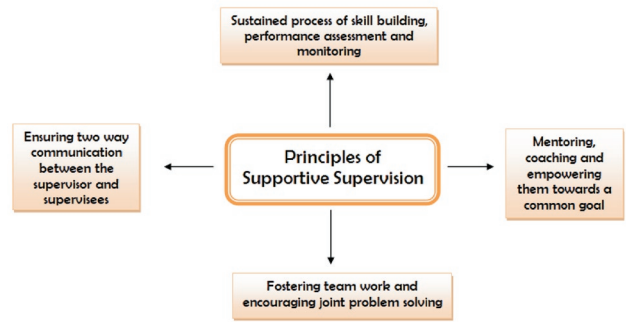 Sustained process of skill building,
performance assessment and
monitoring
Ensuring two way
communication
between the
supervisor and
supervisees
Principles of
Supportive Supervision
Mentoring,
coaching and
empowering
them towards a
common goal
Fostering team work and
encouraging joint problem solving